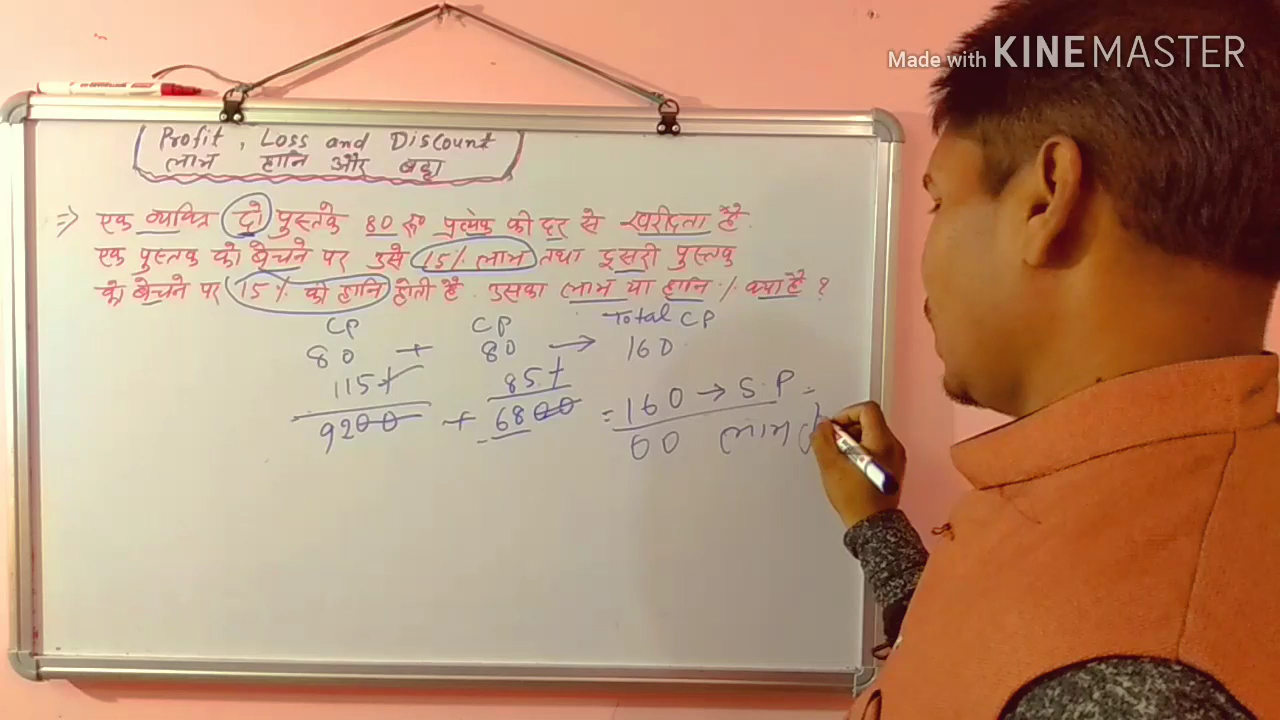 Made with KINEMASTER
Profit, Loss and Discount
लाभ हानि और बट्टा
⇒ एक व्यक्ति दो पुस्तके 80 रू० प्रत्येक की दर से खरीदता है
एक पुस्तक को बेचने पर उसे 15% लाभ तथा दूसरी पुस्तक
के बेचने पर 15% की हानि होती है उसका लाभ या हानि % क्या है ?
CP CP Total CP
80 + 80 → 160
115% 85%
9200 + 6800 = 160 → S.P =
00 लाभ